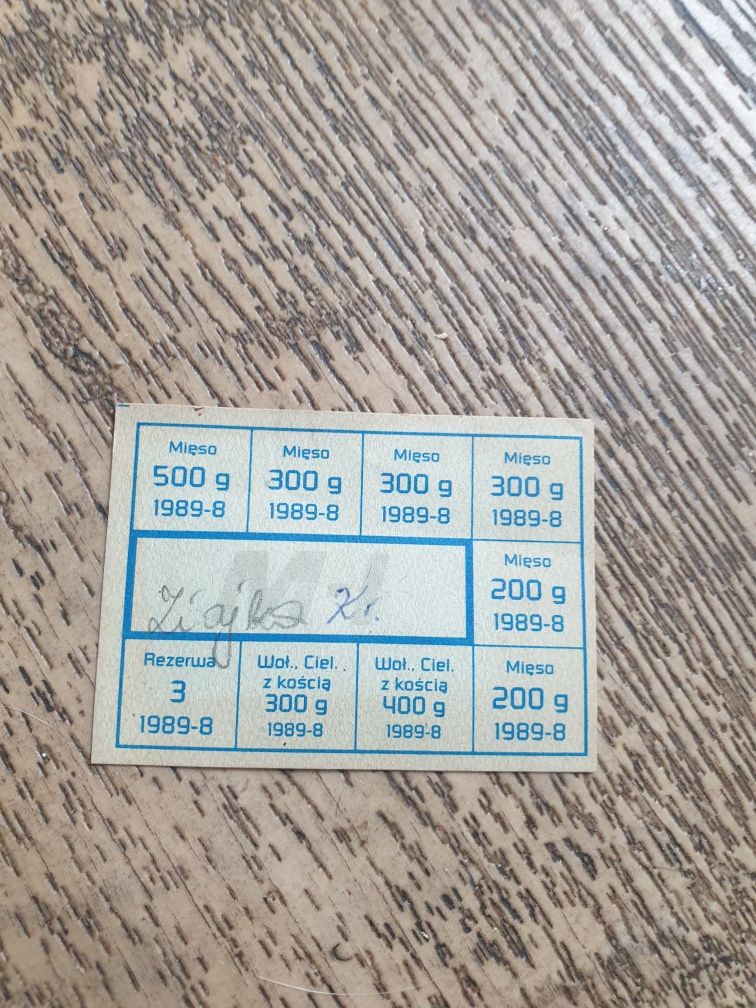 Mięso Mięso Mięso Mięso
500 g 300 g 300 g 300 g
1989-8 1989-8 1989-8 1989-8
Mięso
200 g
1989-8
M I
Ziajka Kr.
Rezerwa Woł., Ciel. Woł., Ciel. Mięso
z kością z kością
3 300 g 400 g 200 g
1989-8 1989-8 1989-8 1989-8